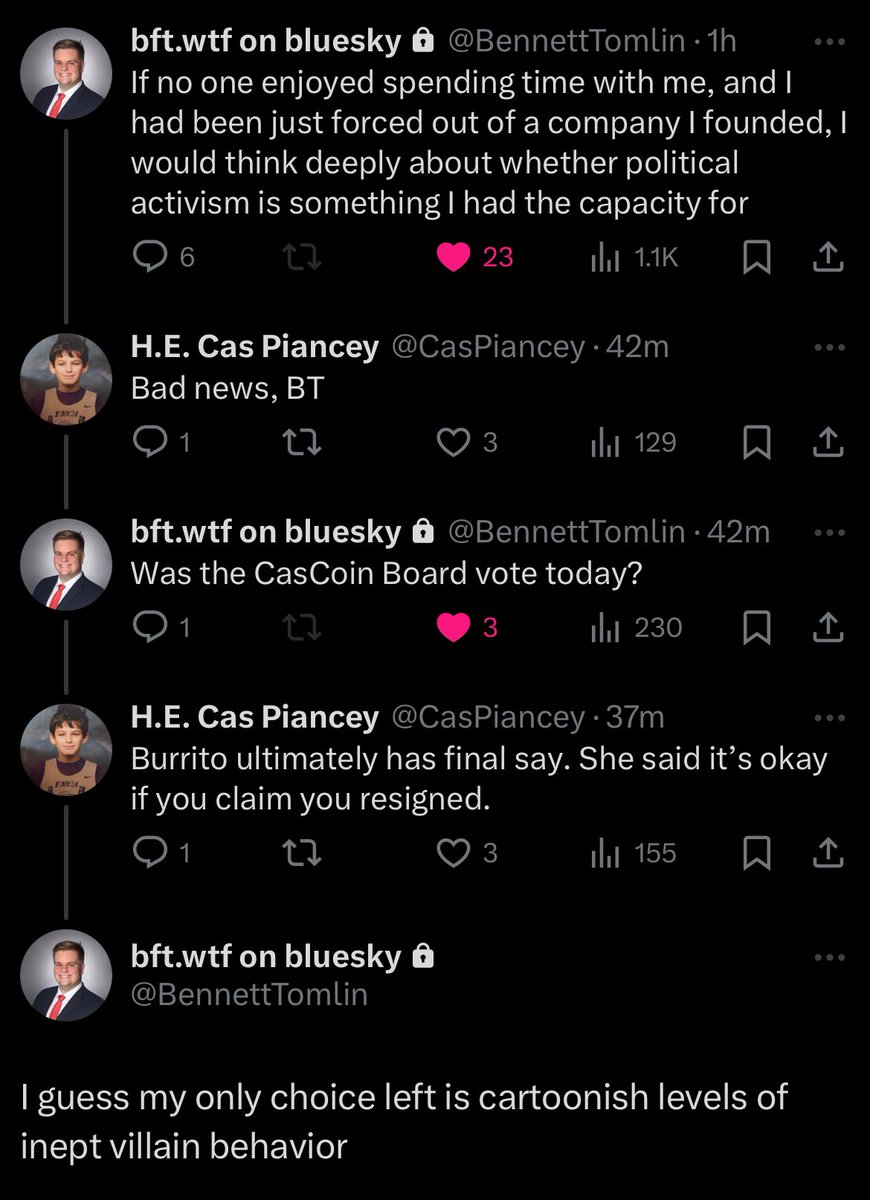 bft.wtf on bluesky @BennettTomlin · 1h
If no one enjoyed spending time with me, and I
had been just forced out of a company I founded, I
would think deeply about whether political
activism is something I had the capacity for
6 23 1.1K
H.E. Cas Piancey @CasPiancey · 42m
Bad news, BT
1 3 129
bft.wtf on bluesky @BennettTomlin · 42m
Was the CasCoin Board vote today?
1 3 230
H.E. Cas Piancey @CasPiancey · 37m
Burrito ultimately has final say. She said it’s okay
if you claim you resigned.
1 3 155
bft.wtf on bluesky
@BennettTomlin
I guess my only choice left is cartoonish levels of
inept villain behavior
YMCA
YMCA